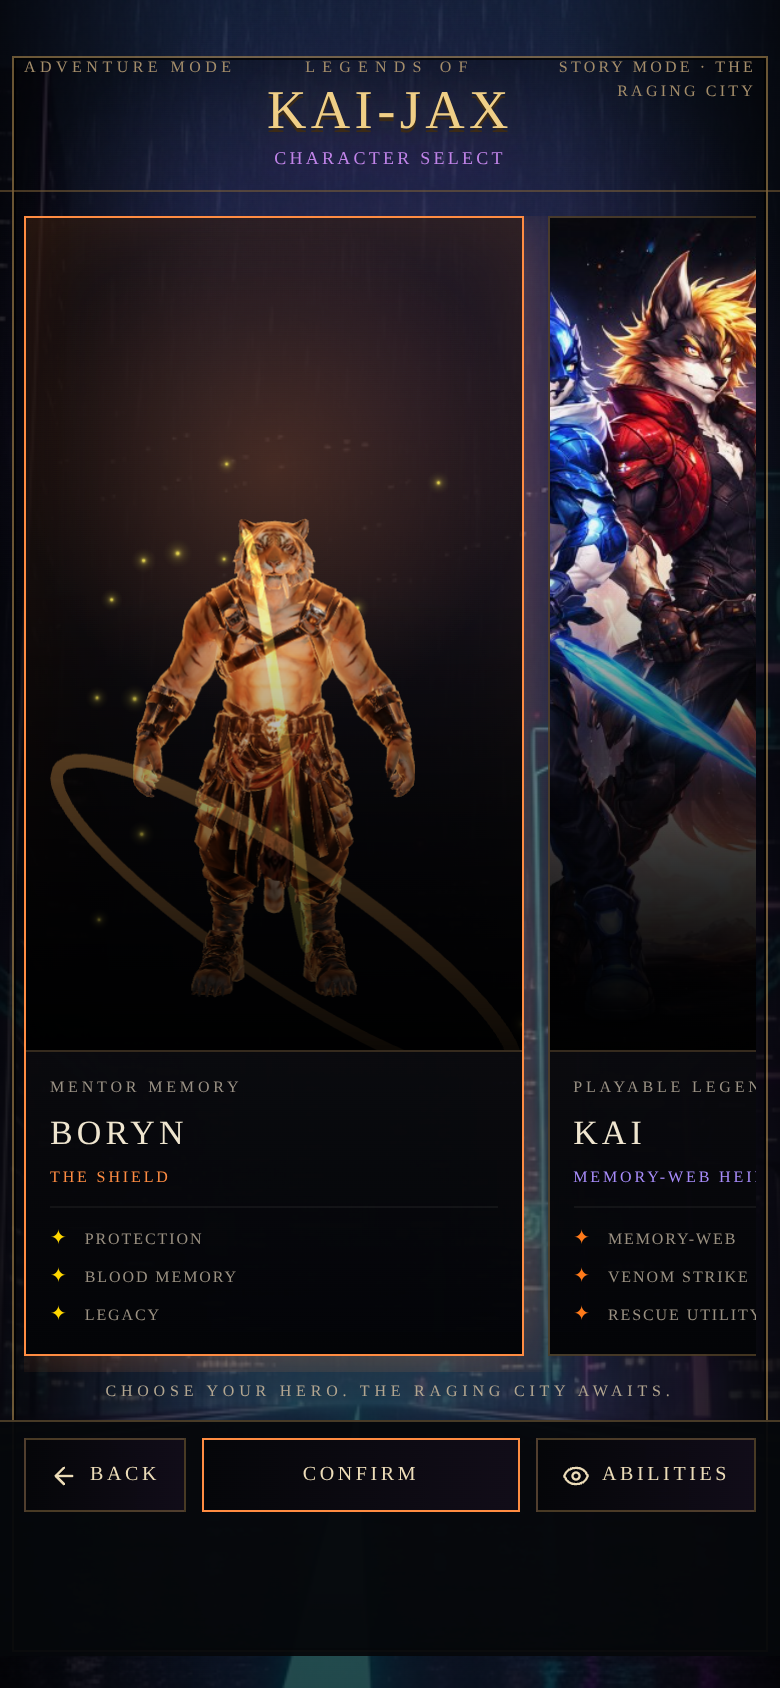 ADVENTURE MODE
LEGENDS OF
KAI-JAX
CHARACTER SELECT
STORY MODE · THE
RAGING CITY
MENTOR MEMORY
BORYN
THE SHIELD
PROTECTION
BLOOD MEMORY
LEGACY
PLAYABLE LEGEN
KAI
MEMORY-WEB HEI
MEMORY-WEB
VENOM STRIKE
RESCUE UTILITY
CHOOSE YOUR HERO. THE RAGING CITY AWAITS.
BACK
CONFIRM
ABILITIES